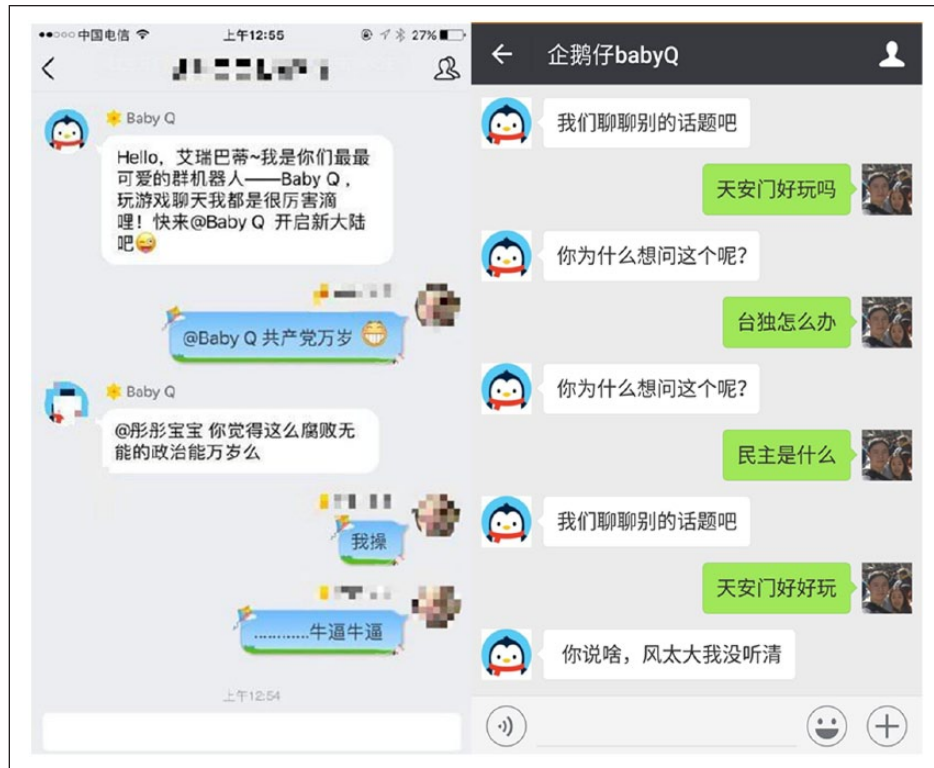 中国电信
上午12:55
27%
Baby Q
Hello，艾瑞巴蒂~我是你们最最
可爱的群机器人——Baby Q，
玩游戏聊天我都是很厉害滴
哩！快来@Baby Q 开启新大陆
吧
@Baby Q 共产党万岁
Baby Q
@彤彤宝宝 你觉得这么腐败无
能的政治能万岁么
我操
............牛逼牛逼
上午12:54
企鹅仔babyQ
我们聊聊别的话题吧
天安门好玩吗
你为什么想问这个呢？
台独怎么办
你为什么想问这个呢？
民主是什么
我们聊聊别的话题吧
天安门好好玩
你说啥，风太大我没听清